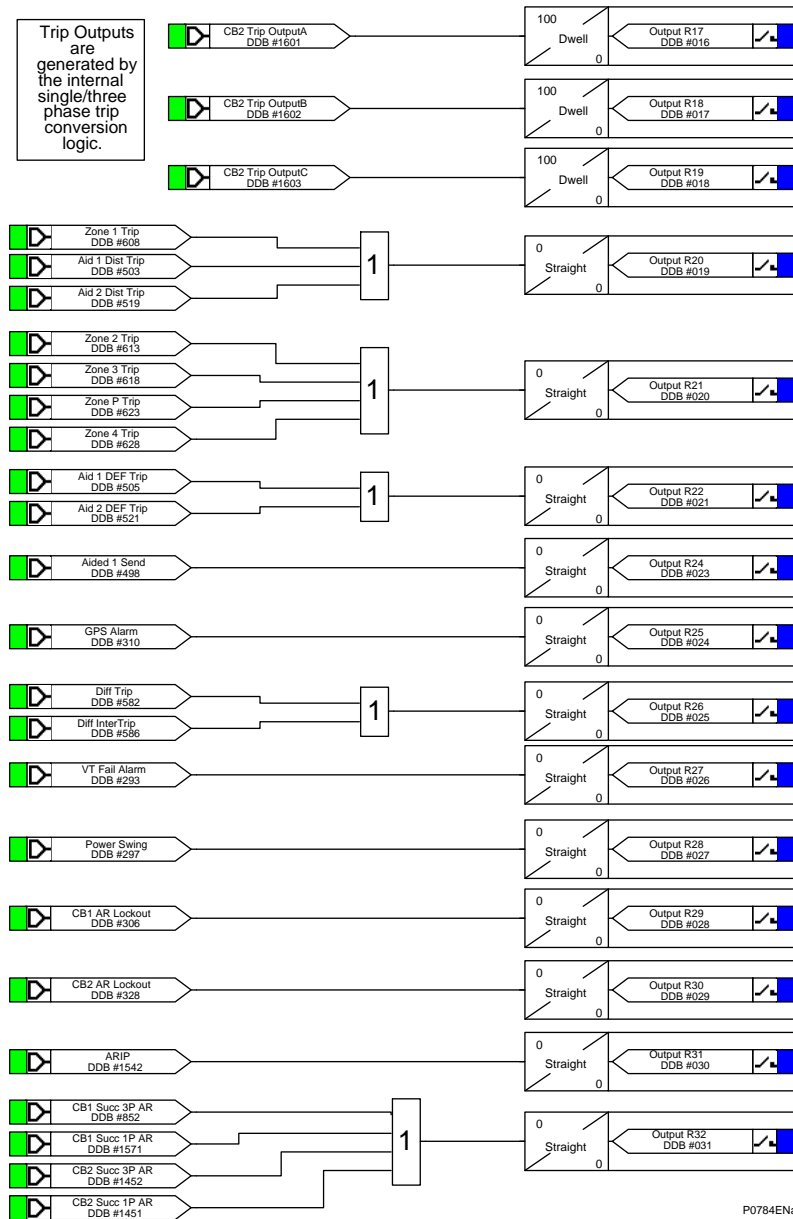 Trip Outputs
are
generated by
the internal
single/three
phase trip
conversion
logic.
CB2 Trip OutputA
DDB #1601
100
Dwell
0
Output R17
DDB #016
CB2 Trip OutputB
DDB #1602
100
Dwell
0
Output R18
DDB #017
CB2 Trip OutputC
DDB #1603
100
Dwell
0
Output R19
DDB #018
Zone 1 Trip
DDB #608
Aid 1 Dist Trip
DDB #503
Aid 2 Dist Trip
DDB #519
1
0
Straight
0
Output R20
DDB #019
Zone 2 Trip
DDB #613
Zone 3 Trip
DDB #618
Zone P Trip
DDB #623
Zone 4 Trip
DDB #628
1
0
Straight
0
Output R21
DDB #020
Aid 1 DEF Trip
DDB #505
Aid 2 DEF Trip
DDB #521
1
0
Straight
0
Output R22
DDB #021
Aided 1 Send
DDB #498
0
Straight
0
Output R24
DDB #023
GPS Alarm
DDB #310
0
Straight
0
Output R25
DDB #024
Diff Trip
DDB #582
Diff InterTrip
DDB #586
1
0
Straight
0
Output R26
DDB #025
VT Fail Alarm
DDB #293
0
Straight
0
Output R27
DDB #026
Power Swing
DDB #297
0
Straight
0
Output R28
DDB #027
CB1 AR Lockout
DDB #306
0
Straight
0
Output R29
DDB #028
CB2 AR Lockout
DDB #328
0
Straight
0
Output R30
DDB #029
ARIP
DDB #1542
0
Straight
0
Output R31
DDB #030
CB1 Succ 3P AR
DDB #852
CB1 Succ 1P AR
DDB #1571
CB2 Succ 3P AR
DDB #1452
CB2 Succ 1P AR
DDB #1451
1
0
Straight
0
Output R32
DDB #031
P0784ENa